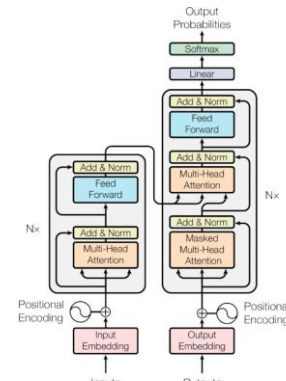 Output
Probabilities
Softmax
Linear
Add & Norm
Feed
Forward
Add & Norm
Multi-Head
Attention
Add & Norm
Masked
Multi-Head
Attention
N×
Add & Norm
Feed
Forward
N×
Add & Norm
Multi-Head
Attention
Positional
Encoding
Positional
Encoding
Input
Embedding
Output
Embedding